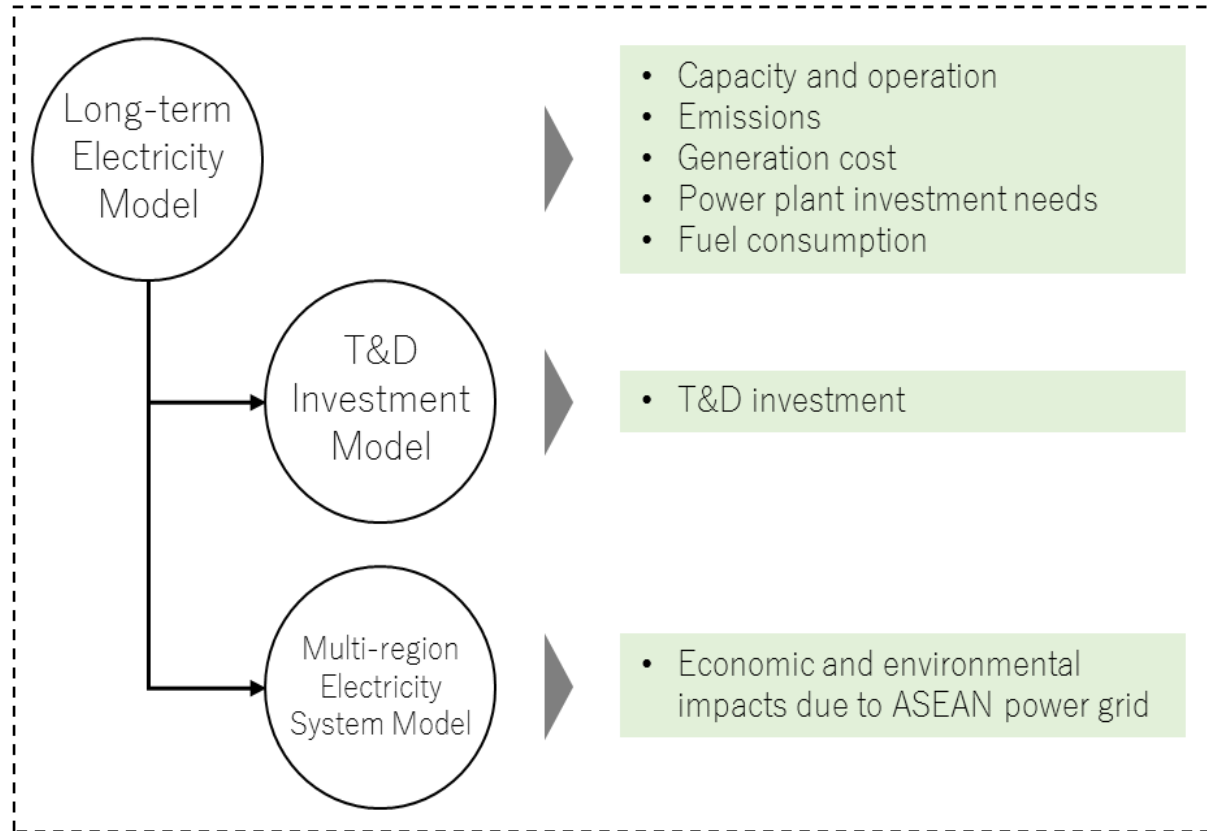 Long-term
Electricity
Model
• Capacity and operation
• Emissions
• Generation cost
• Power plant investment needs
• Fuel consumption
T&D
Investment
Model
• T&D investment
Multi-region
Electricity
System Model
• Economic and environmental
impacts due to ASEAN power grid